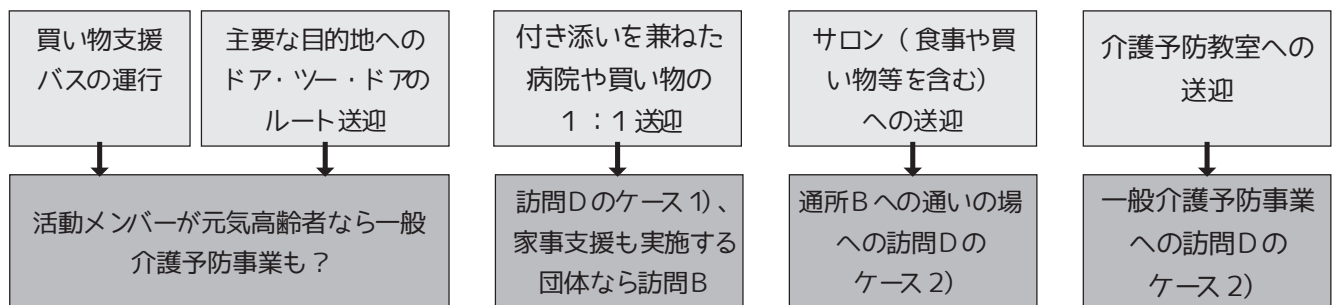 買い物支援
バスの運行
主要な目的地への
ドア・ツー・ドアの
ルート送迎
付き添いを兼ねた
病院や買い物の
1：1送迎
サロン（食事や買
い物等を含む）
への送迎
介護予防教室への
送迎
活動メンバーが元気高齢者なら一般
介護予防事業も？
訪問Dのケース1）、
家事支援も実施する
団体なら訪問B
通所Bへの通いの場
への訪問Dの
ケース2）
一般介護予防事業
への訪問Dの
ケース2）